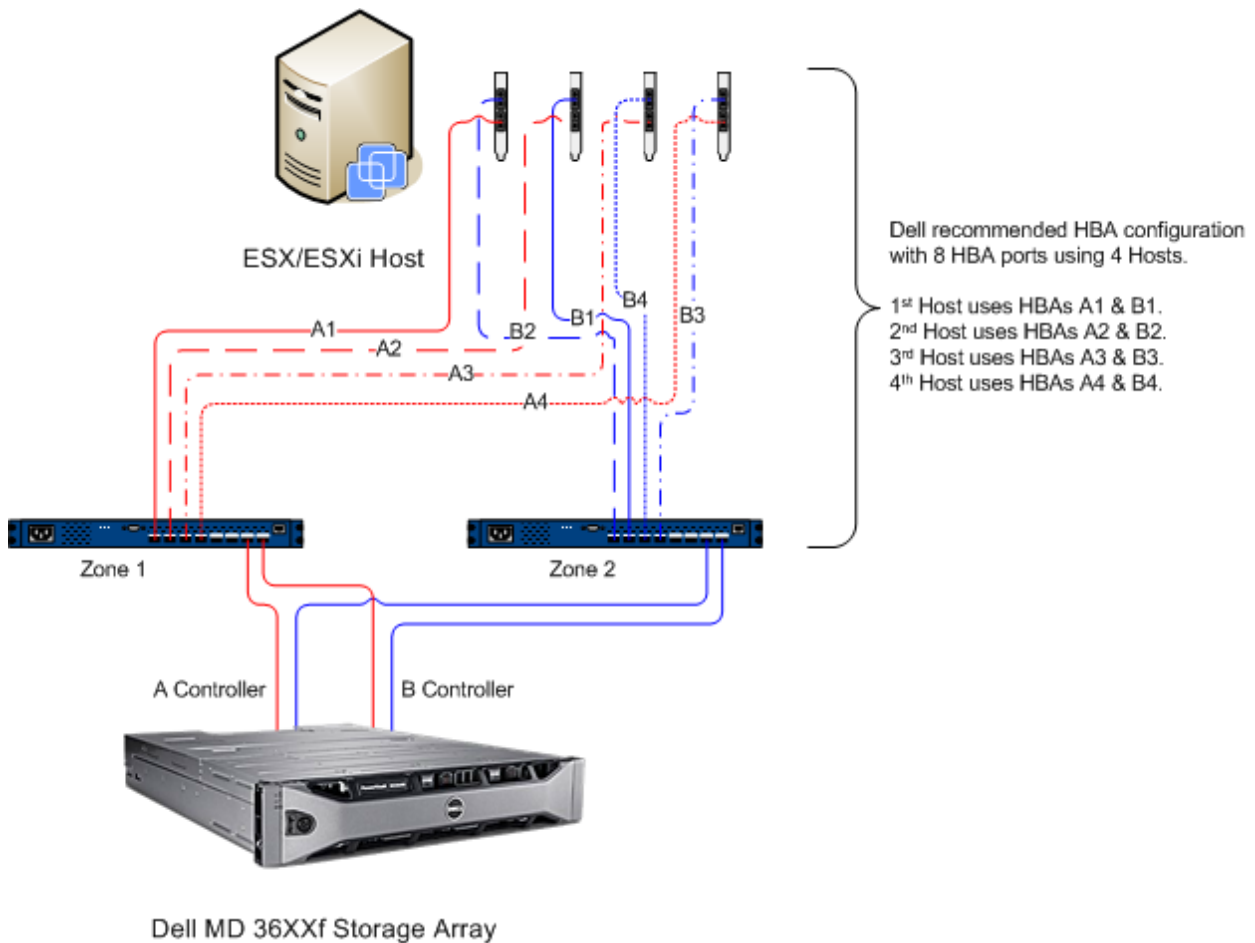 ESX/ESXi Host
A1
A2
A3
A4
B2
B1
B4
B3
Dell recommended HBA configuration
with 8 HBA ports using 4 Hosts.
1st Host uses HBAs A1 & B1.
2nd Host uses HBAs A2 & B2.
3rd Host uses HBAs A3 & B3.
4th Host uses HBAs A4 & B4.
Zone 1
Zone 2
A Controller
B Controller
Dell MD 36XXf Storage Array